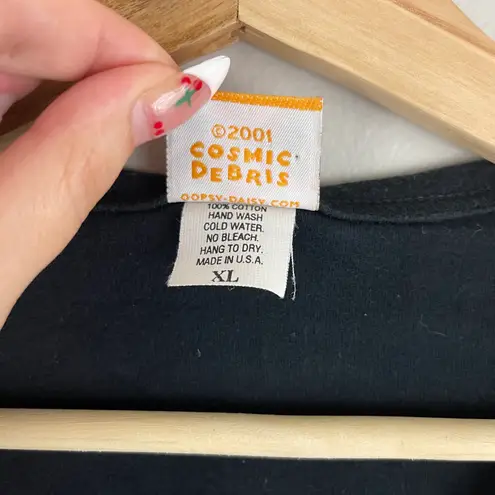 ©2001
COSMIC
DEBRIS
OOPSY-DAISY.COM
100% COTTON
HAND WASH
COLD WATER.
NO BLEACH.
HANG TO DRY.
MADE IN U.S.A.
XL